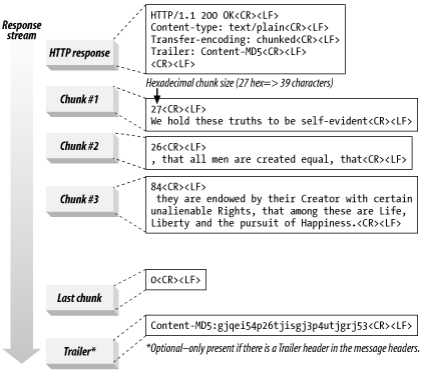 Response
stream
HTTP response
HTTP/1.1 200 OK<CR><LF>
Content-type: text/plain<CR><LF>
Transfer-encoding: chunked<CR><LF>
Trailer: Content-MD5<CR><LF>
<CR><LF>
Hexadecimal chunk size (27 hex=> 39 characters)
Chunk #1
27<CR><LF>
We hold these truths to be self-evident<CR><LF>
Chunk #2
26<CR><LF>
, that all men are created equal, that<CR><LF>
Chunk #3
84<CR><LF>
they are endowed by their Creator with certain
unalienable Rights, that among these are Life,
Liberty and the pursuit of Happiness.<CR><LF>
Last chunk
0<CR><LF>
Trailer*
Content-MD5:gjqei54p26tjisgj3p4utjgrj53<CR><LF>
*Optional—only present if there is a Trailer header in the message headers.